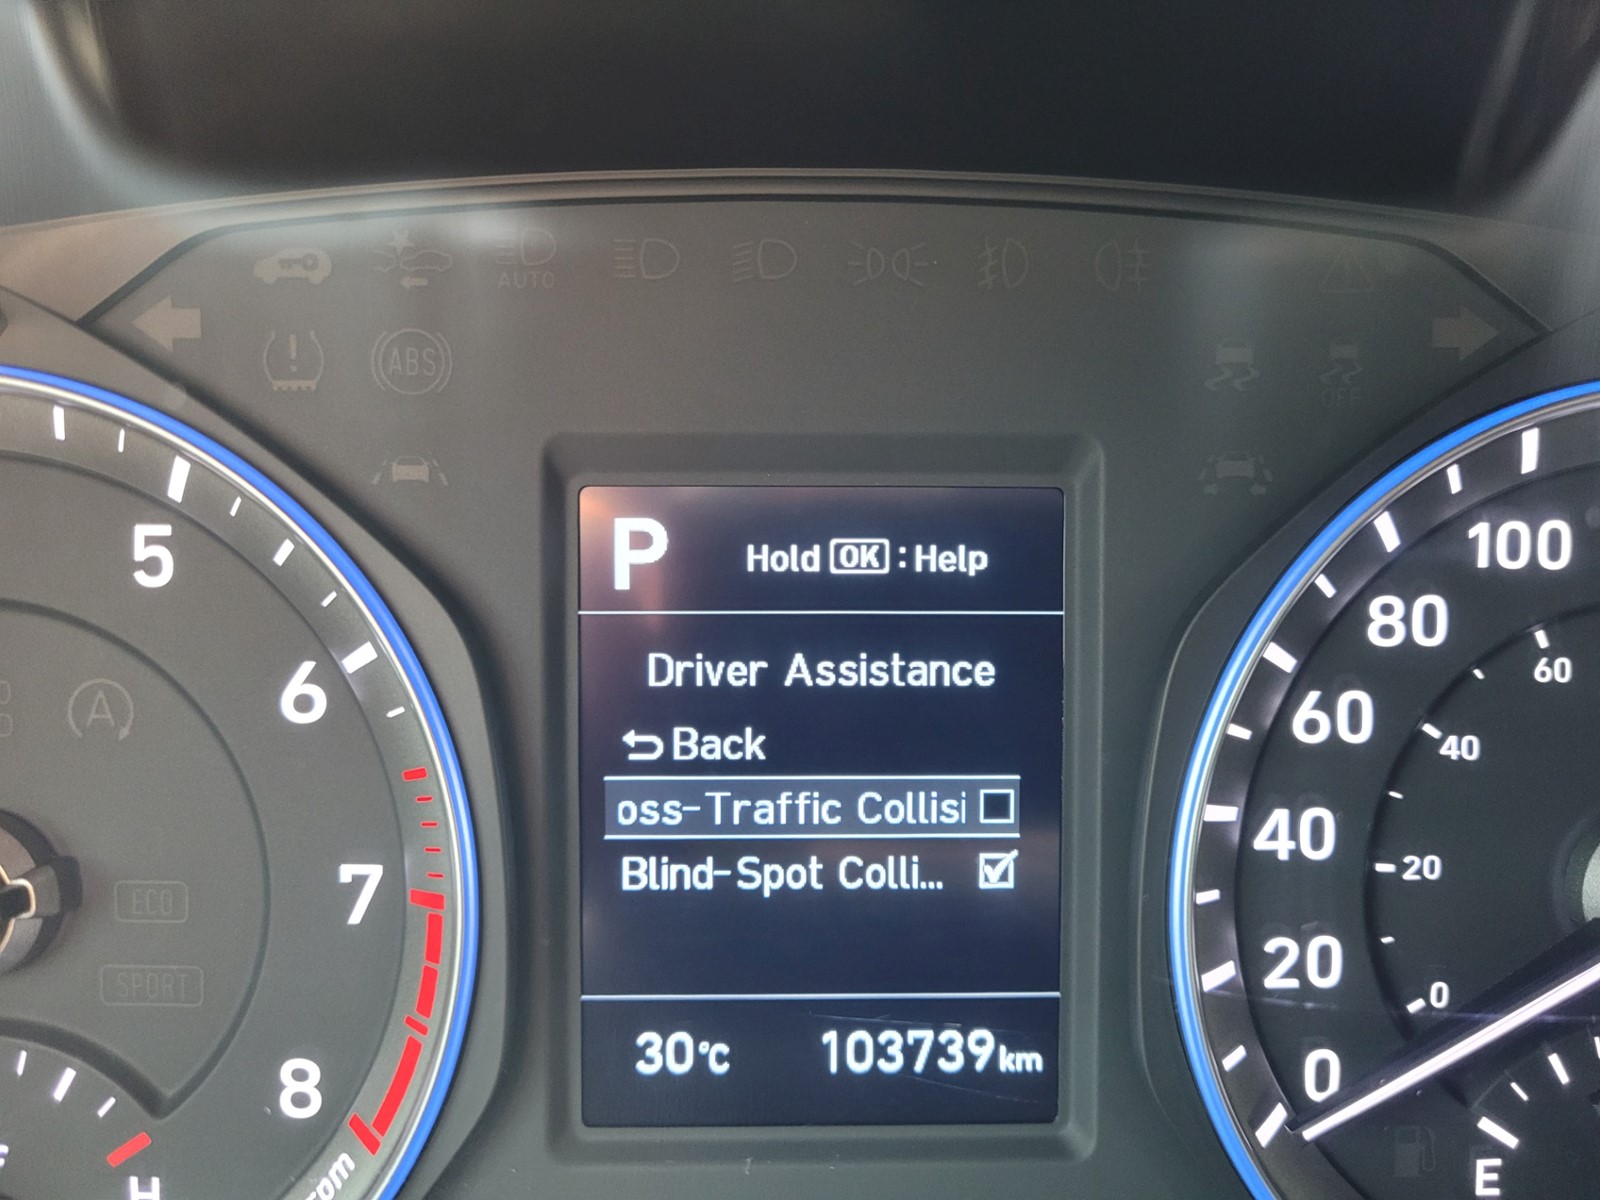 AUTO
ABS
OFF
P
Hold OK : Help
Driver Assistance
Back
oss-Traffic Collisi
Blind-Spot Colli...
30°C
103739km
5
6
7
8
A
ECO
SPORT
H
100
80
60
40
20
0
60
40
20
0
E